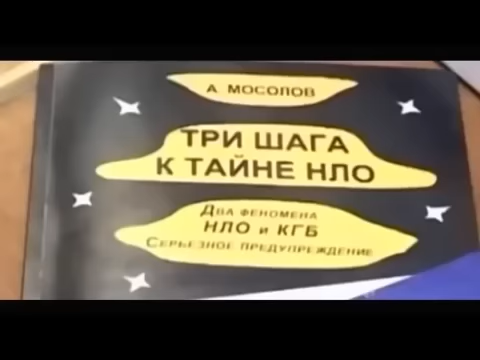 А. МОСОЛОВ
ТРИ ШАГА
К ТАЙНЕ НЛО
ДВА ФЕНОМЕНА
НЛО И КГБ
СЕРЬЕЗНОЕ ПРЕДУПРЕЖДЕНИЕ